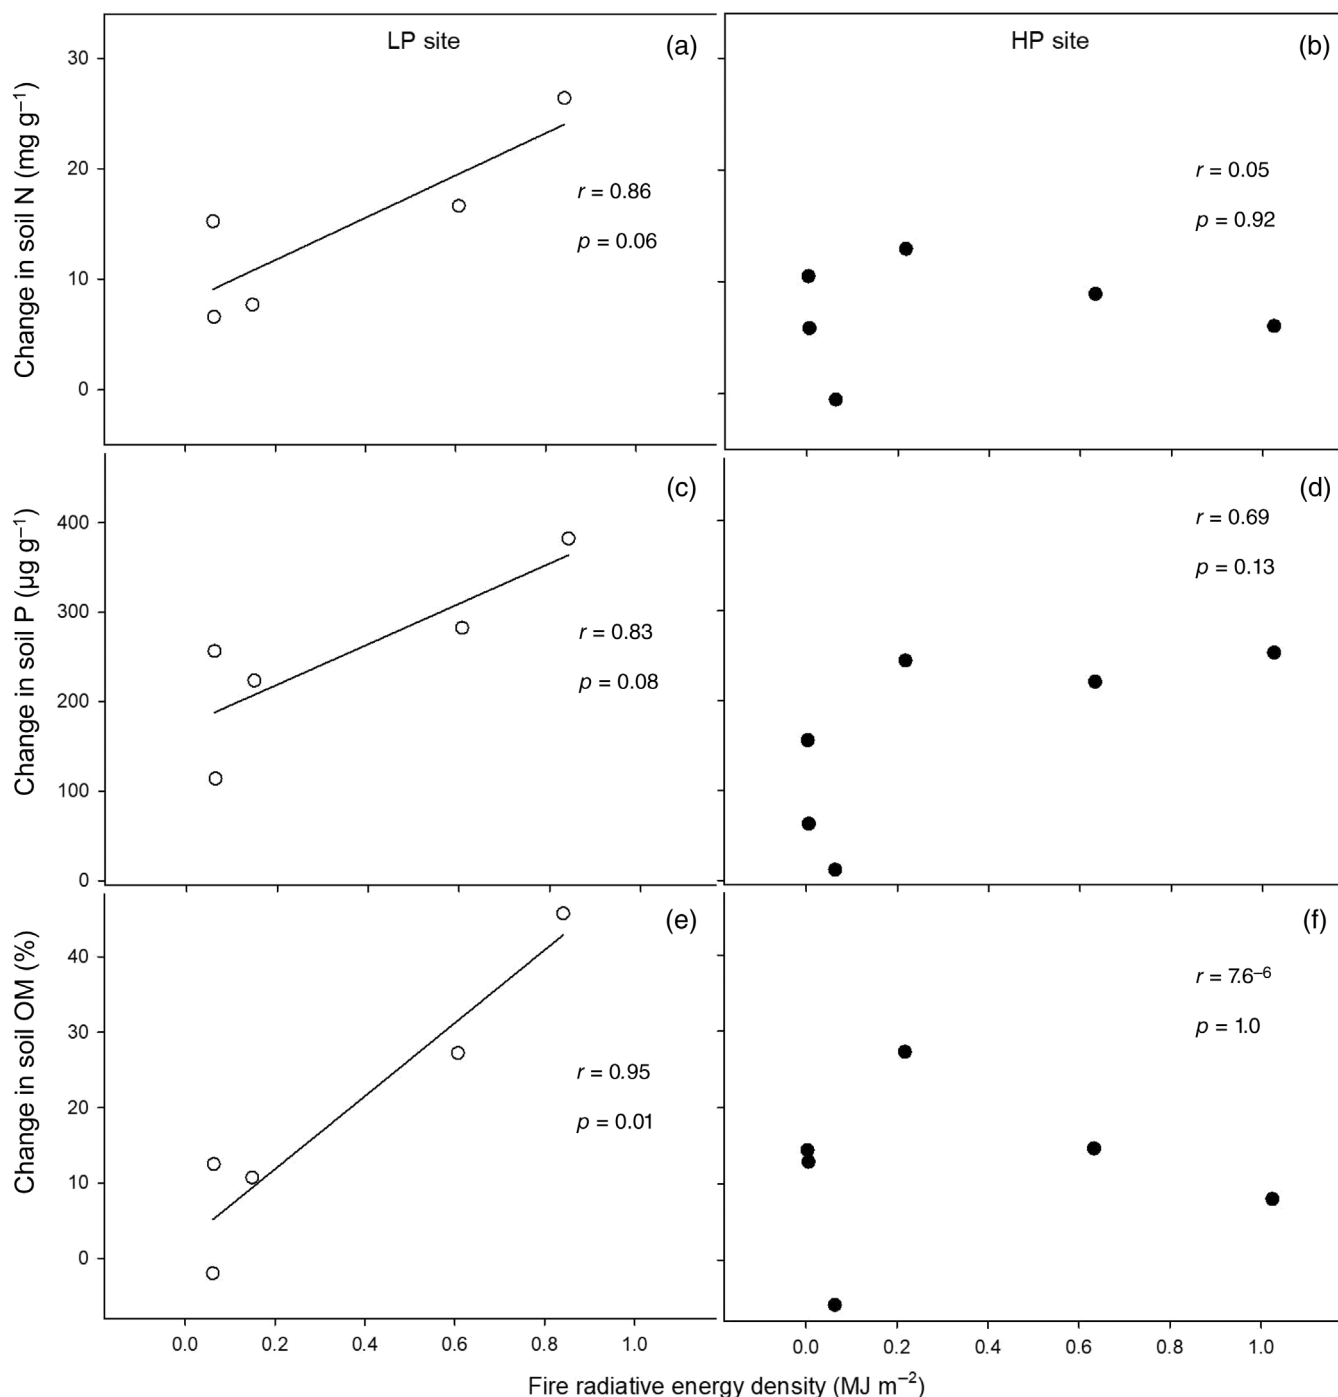 LP site
(a)
HP site
(b)
Change in soil N (mg g⁻¹)
30
20
10
0
r = 0.86
p = 0.06
r = 0.05
p = 0.92
(c)
(d)
Change in soil P (µg g⁻¹)
400
300
200
100
0
r = 0.83
p = 0.08
r = 0.69
p = 0.13
(e)
(f)
Change in soil OM (%)
40
30
20
10
0
r = 0.95
p = 0.01
r = 7.6⁻⁶
p = 1.0
0.0 0.2 0.4 0.6 0.8 1.0
0.0 0.2 0.4 0.6 0.8 1.0
Fire radiative energy density (MJ m⁻²)